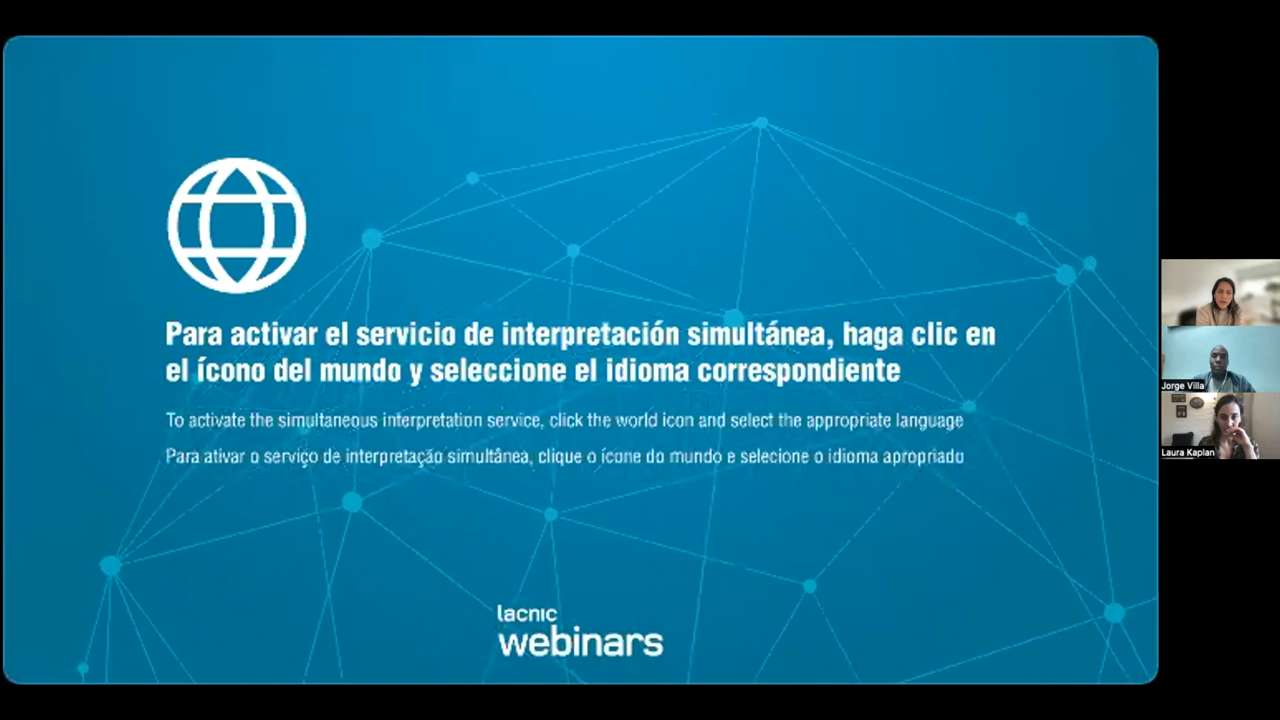 Para activar el servicio de interpretación simultánea, haga clic en
el ícono del mundo y seleccione el idioma correspondiente
To activate the simultaneous interpretation service, click the world icon and select the appropriate language
Para ativar o serviço de interpretação simultânea, clique o ícone do mundo e selecione o idioma apropriado
lacnic
webinars
Jorge Villa
Laura Kaplan